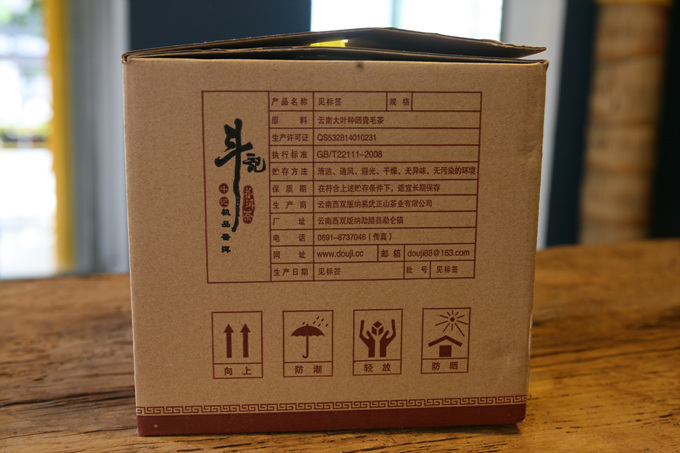 斗记
斗记极品普洱
产品名称 见标签 规格
原料 云南大叶种晒青毛茶
生产许可证 QS532814010231
执行标准 GB/T22111-2008
贮存方法 清洁、通风、避光、干燥、无异味、无污染的环境
保质期 在符合上述贮存条件下，适宜长期保存
生产商 云南西双版纳易武正山茶业有限公司
厂址 云南西双版纳勐腊县勐仑镇
电话 0691-8737046（传真）
网址 www.douji.cc 邮箱 douji88@163.com
生产日期 见标签 批号 见标签
向上 防潮 轻放 防晒